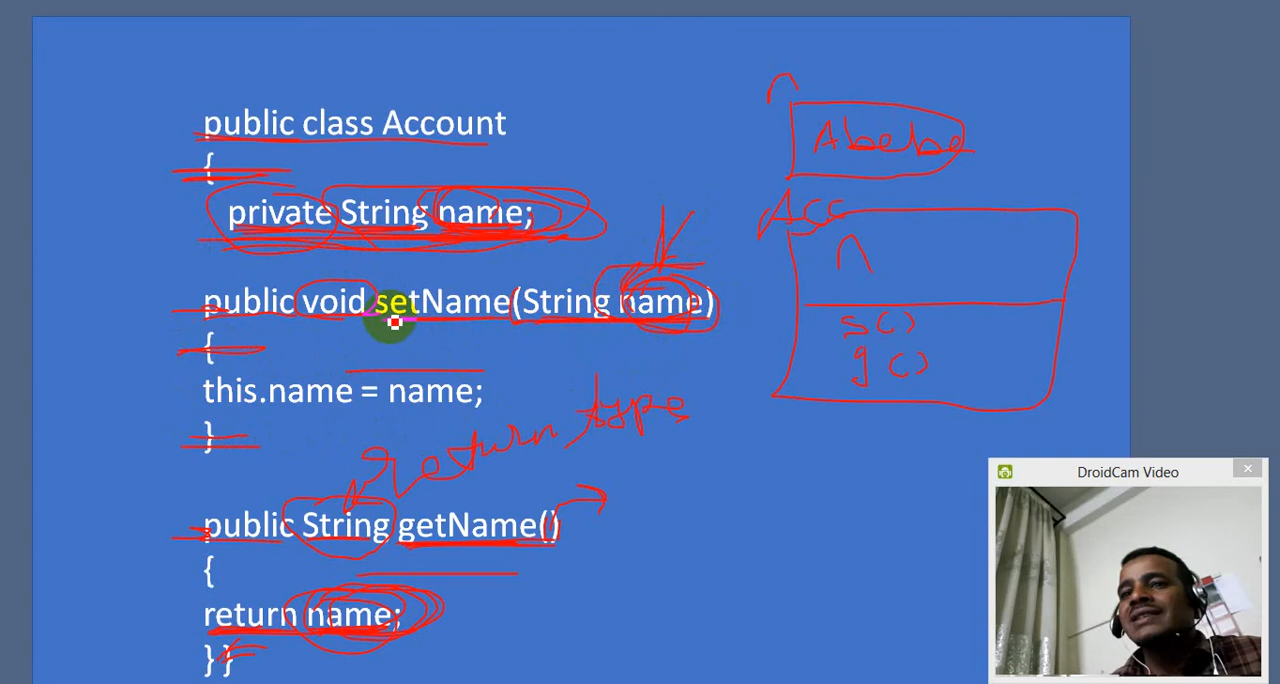 public class Account
{
private String name;
public void setName(String name)
{
this.name = name;
}
return type
public String getName()
{
return name;
} }
n
Abebe
Acc
n
s()
g()
DroidCam Video